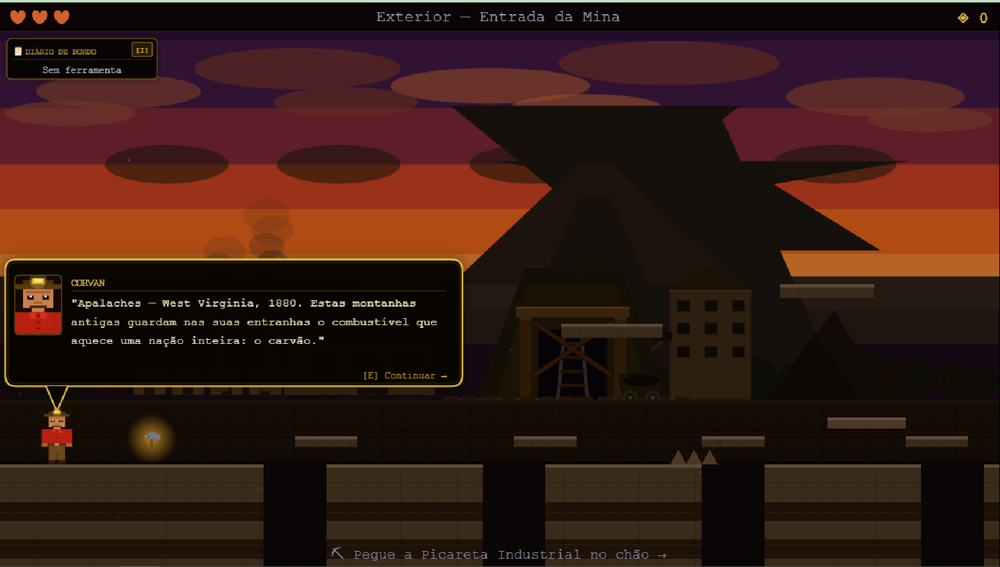 Exterior — Entrada da Mina
0
DIÁRIO DE BORDO [I]
Sem ferramenta
CORVAN
"Apalaches — West Virginia, 1880. Estas montanhas
antigas guardam nas suas entranhas o combustível que
aquece uma nação inteira: o carvão."
[E] Continuar →
Pegue a Picareta Industrial no chão →